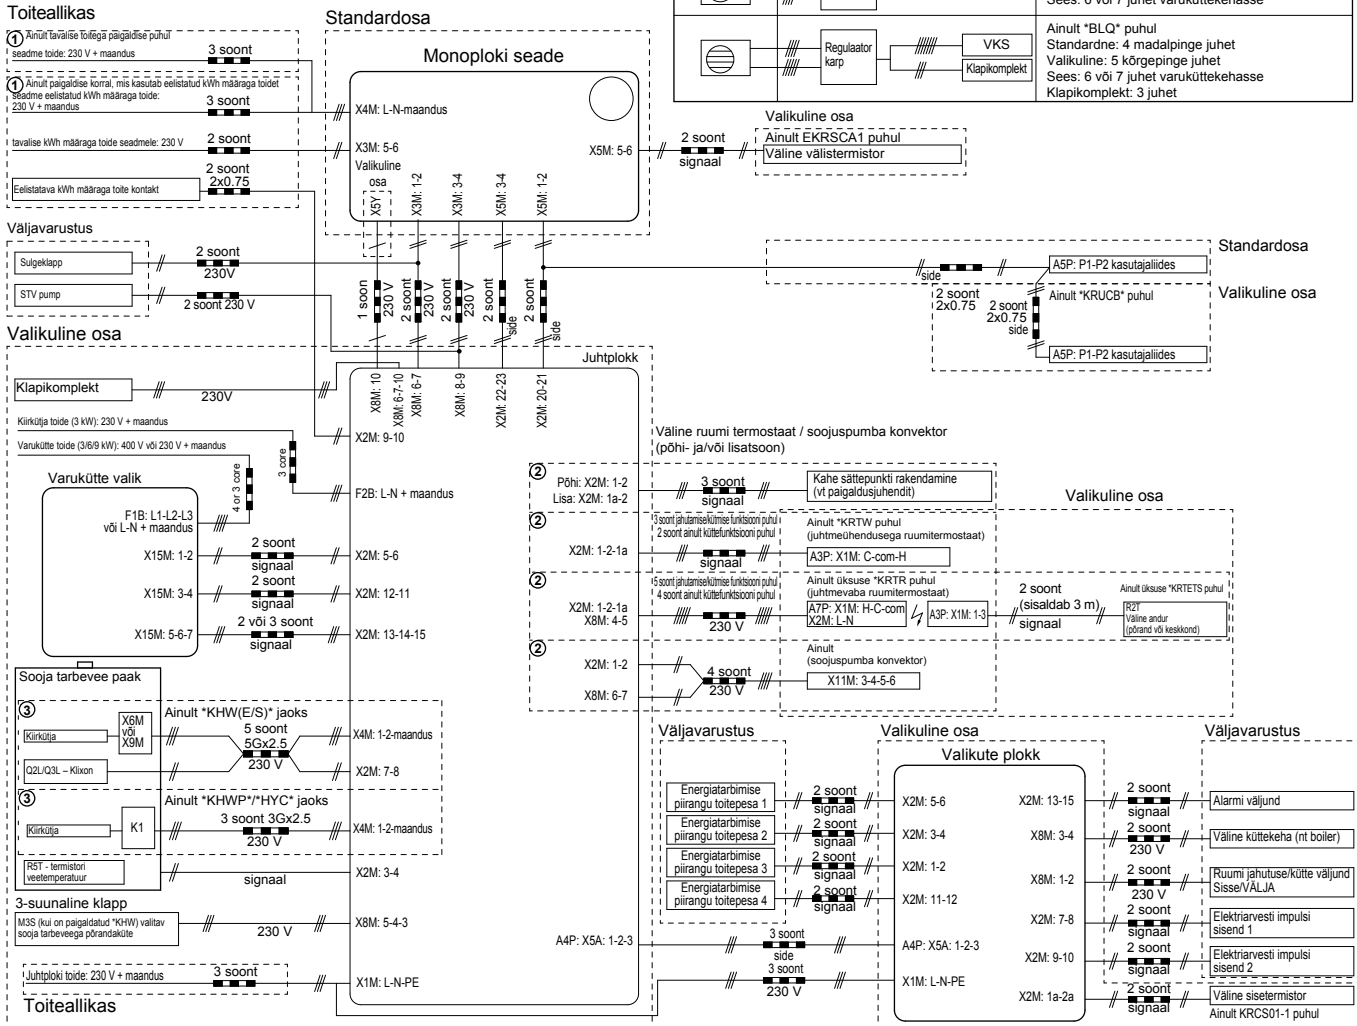 Toiteallikas
① Ainult tavalise toitega paigaldise puhul
seadme toide: 230 V + maandus
3 soont
① Ainult paigaldise korral, mis kasutab eelistatud kWh määraga toidet
seadme eelistatud kWh määraga toide:
230 V + maandus
3 soont
tavalise kWh määraga toide seadmele: 230 V
2 soont
Eelistatava kWh määraga toite kontakt
2 soont
2x0.75
Standardosa
Monoploki seade
X4M: L-N-maandus
X3M: 5-6
Valikuline
osa
X5Y
X3M: 1-2
X3M: 3-4
X5M: 3-4
X5M: 1-2
X5M: 5-6
2 soont
signaal
Valikuline osa
Ainult EKRSCA1 puhul
Väline välistermistor
Sees: 6 või 7 juhet varuküttekehasse
Regulaator
karp
VKS
Klapikomplekt
Ainult *BLQ* puhul
Standardne: 4 madalpinge juhet
Valikuline: 5 kõrgepinge juhet
Sees: 6 või 7 juhet varuküttekehasse
Klapikomplekt: 3 juhet
Väljavarustus
Sulgeklapp
2 soont
230V
STV pump
2 soont 230 V
1 soon
230 V
2 soont
230 V
2 soont
230 V
2 soont
side
2 soont
side
Standardosa
side
2 soont
2x0.75
A5P: P1-P2 kasutajaliides
Valikuline osa
2 soont
2x0.75
side
Ainult *KRUCB* puhul
A5P: P1-P2 kasutajaliides
Valikuline osa
Juhtplokk
Klapikomplekt
230V
X8M: 10
X8M: 6-7-10
X8M: 6-7
X8M: 8-9
X2M: 22-23
X2M: 20-21
Kiirkütja toide (3 kW): 230 V + maandus
Varukütte toide (3/6/9 kW): 400 V või 230 V + maandus
3 core
4 or 3 core
X2M: 9-10
F2B: L-N + maandus
Varukütte valik
F1B: L1-L2-L3
või L-N + maandus
X15M: 1-2
2 soont
signaal
X2M: 5-6
X15M: 3-4
2 soont
signaal
X2M: 12-11
X15M: 5-6-7
2 või 3 soont
signaal
X2M: 13-14-15
Väline ruumi termostaat / soojuspumba konvektor
(põhi- ja/või lisatsoon)
②
Põhi: X2M: 1-2
Lisa: X2M: 1a-2
3 soont
signaal
Kahe sättepunkti rakendamine
(vt paigaldusjuhendit)
Valikuline osa
②
X2M: 1-2-1a
3 soont jahutamise/kütmise funktsiooni puhul
2 soont ainult küttefunktsiooni puhul
signaal
Ainult *KRTW puhul
(juhtmeühendusega ruumitermostaat)
A3P: X1M: C-com-H
②
X2M: 1-2-1a
X8M: 4-5
5 soont jahutamise/kütmise funktsiooni puhul
4 soont ainult küttefunktsiooni puhul
230 V
Ainult üksuse *KRTR puhul
(juhtmevaba ruumitermostaat)
A7P: X1M: H-C-com
X2M: L-N
A3P: X1M: 1-3
2 soont
(sisaldab 3 m)
signaal
Ainult üksuse *KRTETS puhul
R2T
Väline andur
(põrand või keskkond)
②
X2M: 1-2
X8M: 6-7
4 soont
230 V
Ainult
(soojuspumba konvektor)
X11M: 3-4-5-6
Sooja tarbevee paak
③
Kiirkütja
X6M
või
X9M
Ainult *KHW(E/S)* jaoks
5 soont
5Gx2.5
230 V
X4M: 1-2-maandus
Q2L/Q3L – Klixon
X2M: 7-8
③
Kiirkütja
K1
Ainult *KHWP*/*HYC* jaoks
3 soont 3Gx2.5
230 V
X4M: 1-2-maandus
R5T - termistori
veetemperatuur
signaal
X2M: 3-4
3-suunaline klapp
M3S (kui on paigaldatud *KHW) valitav
sooja tarbeveega põrandaküte
230 V
X8M: 5-4-3
Juhtploki toide: 230 V + maandus
3 soont
X1M: L-N-PE
Toiteallikas
A4P: X5A: 1-2-3
3 soont
side
A4P: X5A: 1-2-3
3 soont
230 V
X1M: L-N-PE
Väljavarustus
Energiatarbimise
piirangu toitepesa 1
2 soont
signaal
Energiatarbimise
piirangu toitepesa 2
2 soont
signaal
Energiatarbimise
piirangu toitepesa 3
2 soont
signaal
Energiatarbimise
piirangu toitepesa 4
2 soont
signaal
Valikuline osa
Valikute plokk
X2M: 5-6
X2M: 3-4
X2M: 1-2
X2M: 11-12
X2M: 13-15
X8M: 3-4
X8M: 1-2
X2M: 7-8
X2M: 9-10
X2M: 1a-2a
Väljavarustus
2 soont
signaal
Alarmi väljund
2 soont
230 V
Väline küttekeha (nt boiler)
2 soont
230 V
Ruumi jahutuse/kütte väljund
Sisse/VÄLJA
2 soont
signaal
Elektriarvesti impulsi
sisend 1
2 soont
signaal
Elektriarvesti impulsi
sisend 2
2 soont
signaal
Väline sisetermistor
Ainult KRCS01-1 puhul